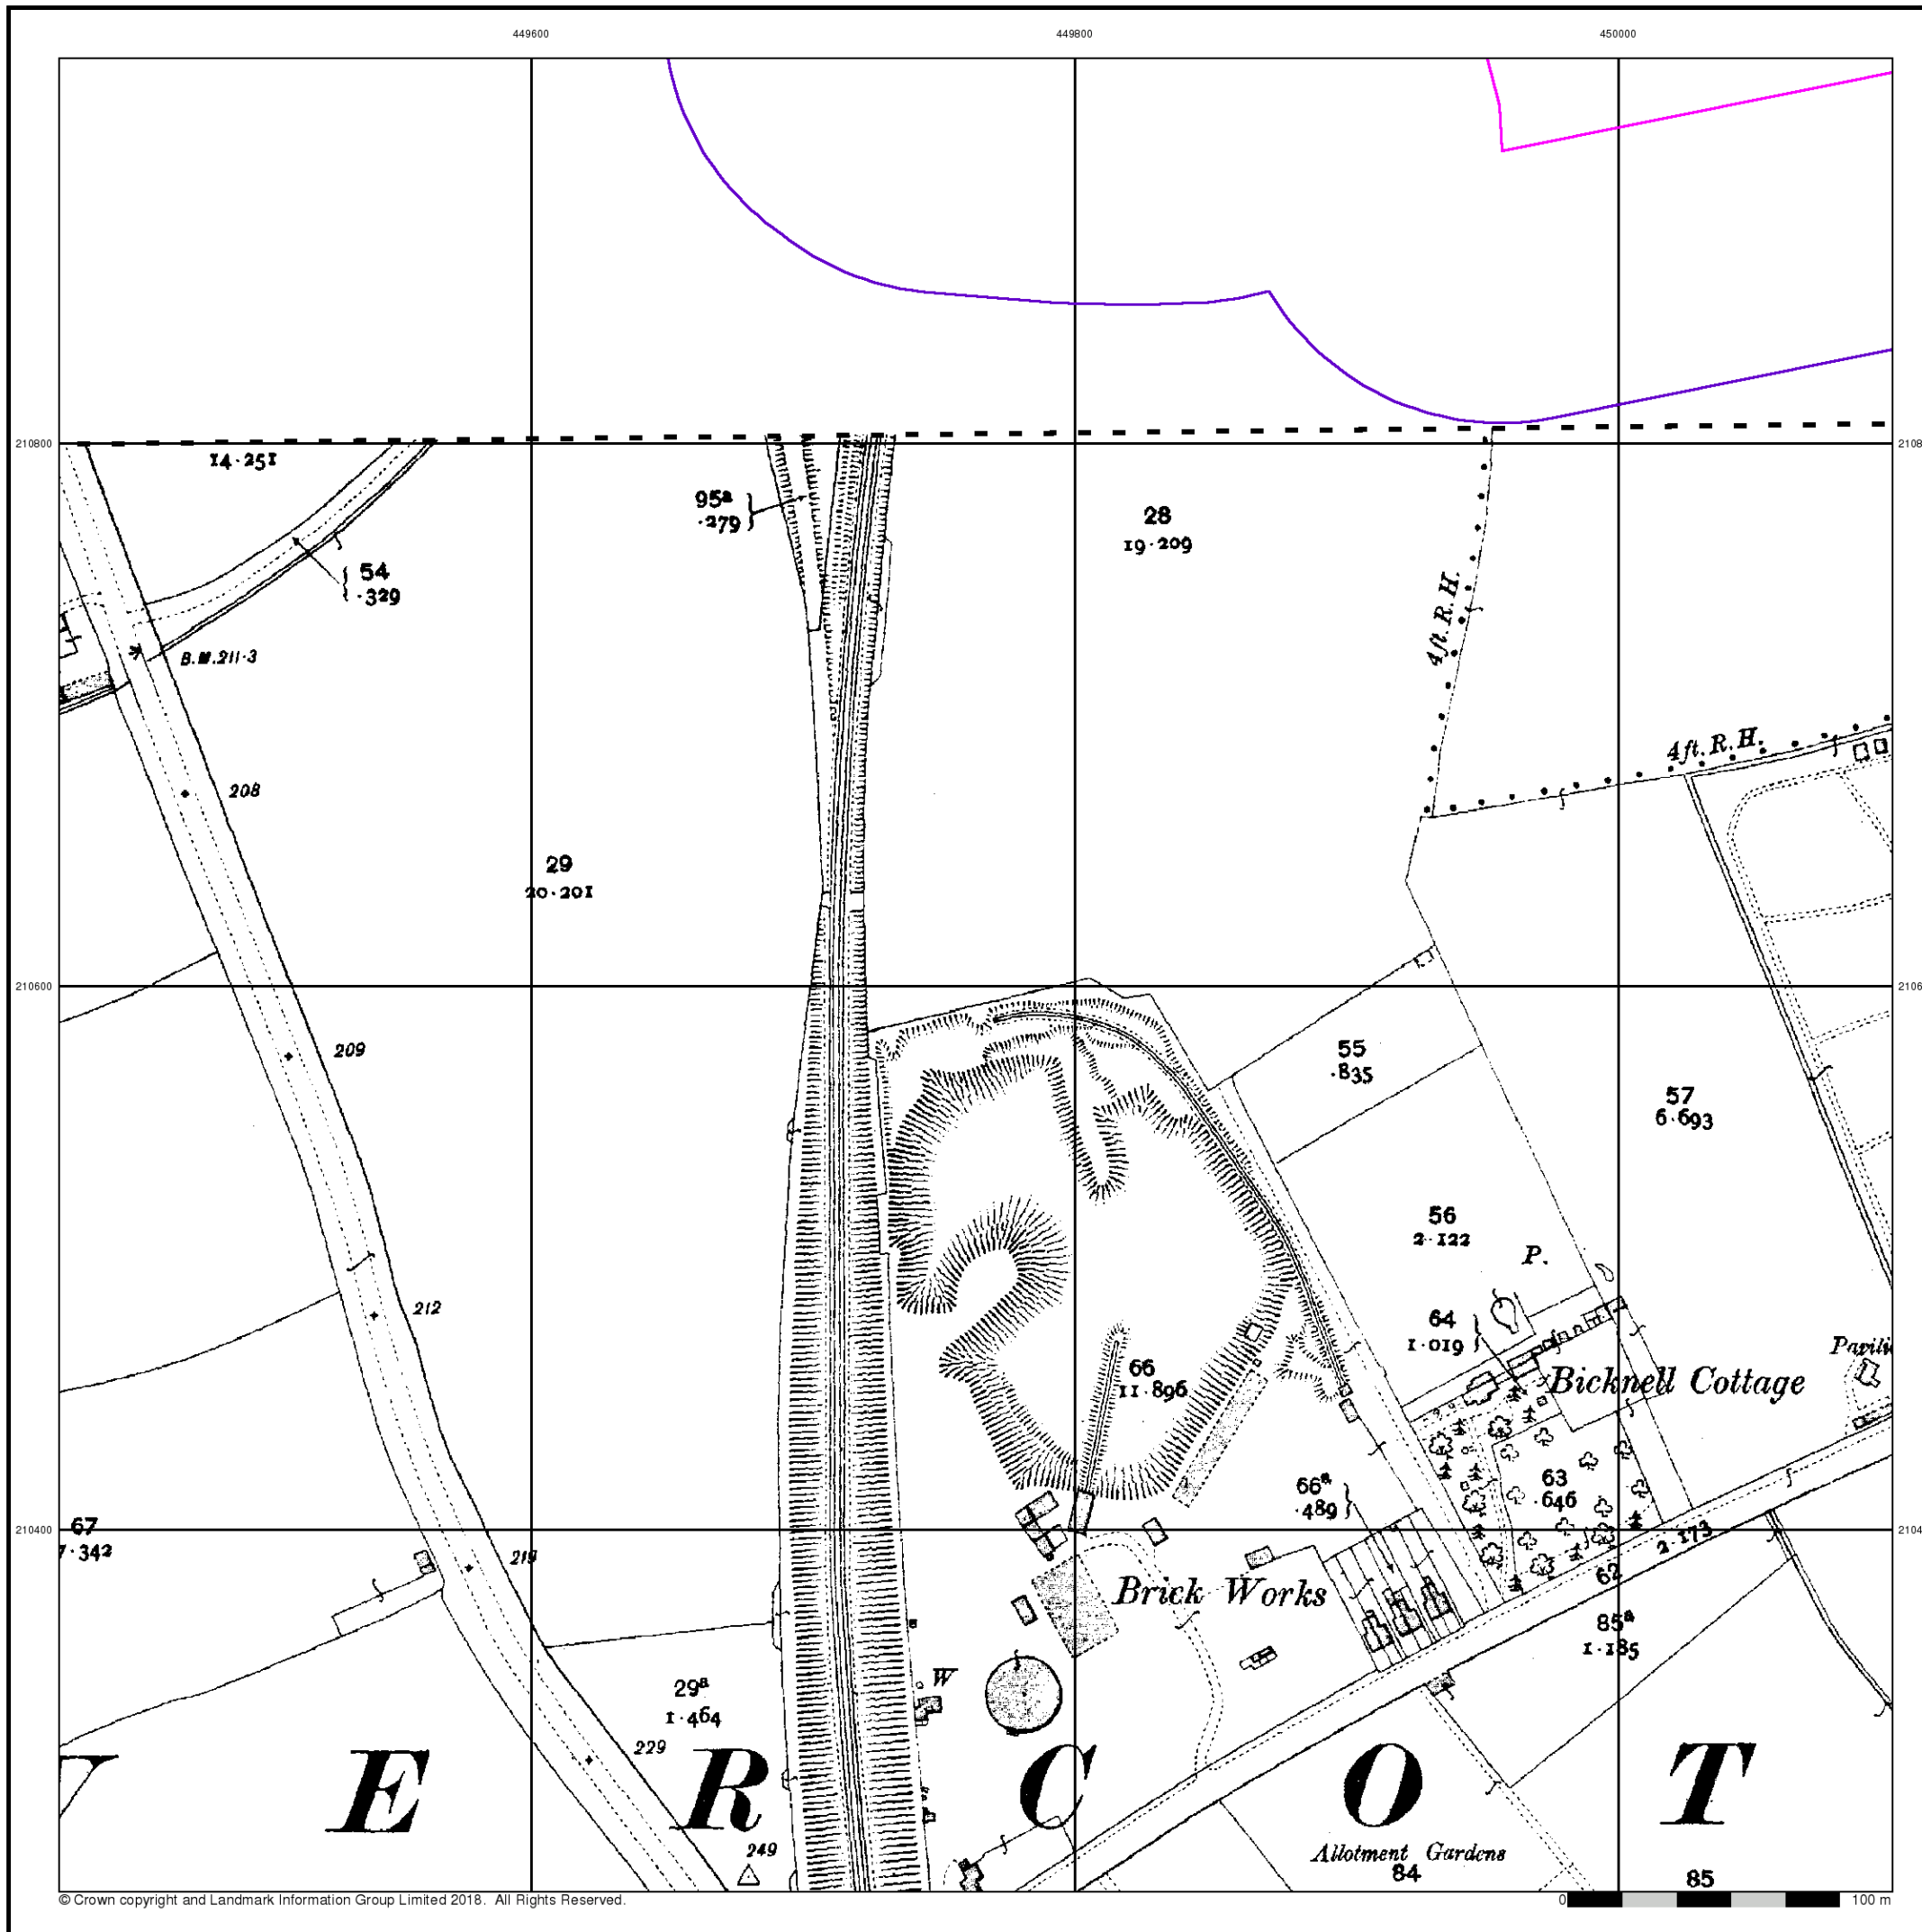 449600
449800
450000
210800
14·251
95a
·279
28
19·209
54
·329
4ft. R.H.
B.M.211·3
4ft. R.H.
208
29
20·201
210600
209
55
·835
57
6·693
56
2·122
P.
212
64
1·019
Bicknell Cottage
66
11·896
63
·646
66a
·489
210400
67
7·342
219
2·173
62
Brick Works
85a
1·185
29a
1·464
W
229
E R C O T
249
Allotment Gardens
84
85
© Crown copyright and Landmark Information Group Limited 2018. All Rights Reserved.
0 100 m